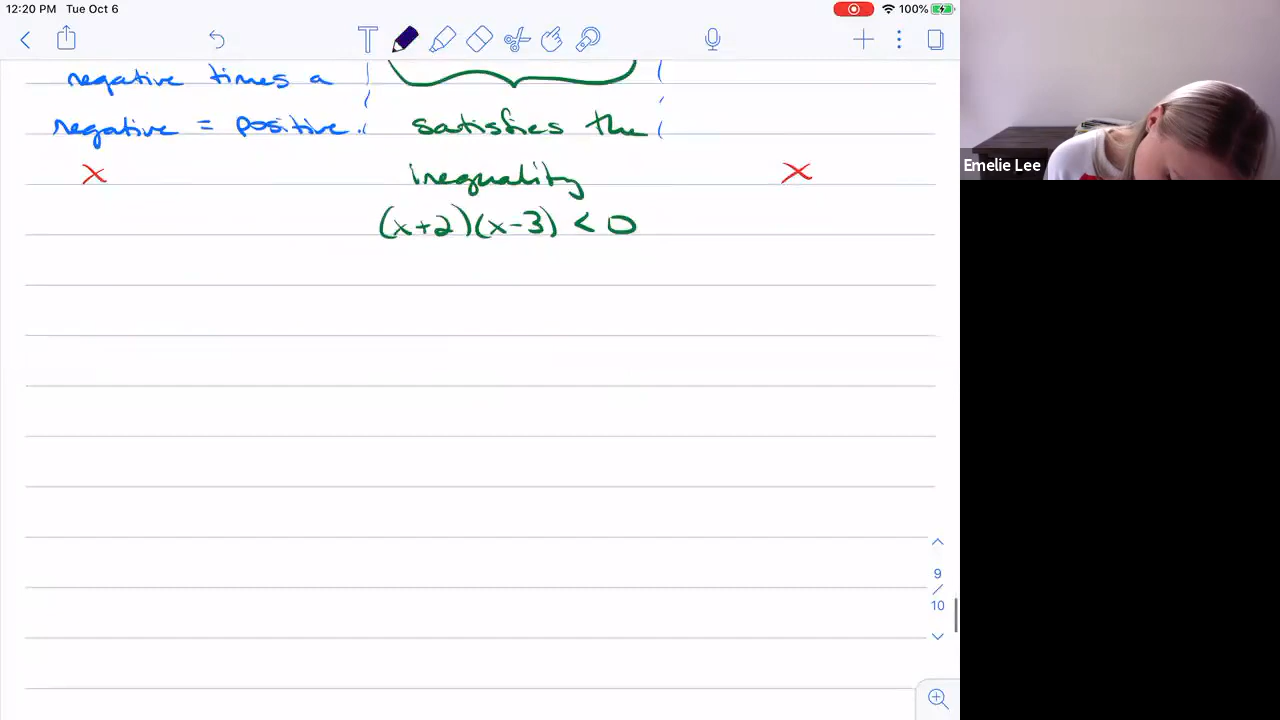 12:20 PM Tue Oct 6
100%
T
negative times a
negative = positive.
satisfies the
inequality
(x+2)(x-3) < 0
x
x
9
/
10
Emelie Lee